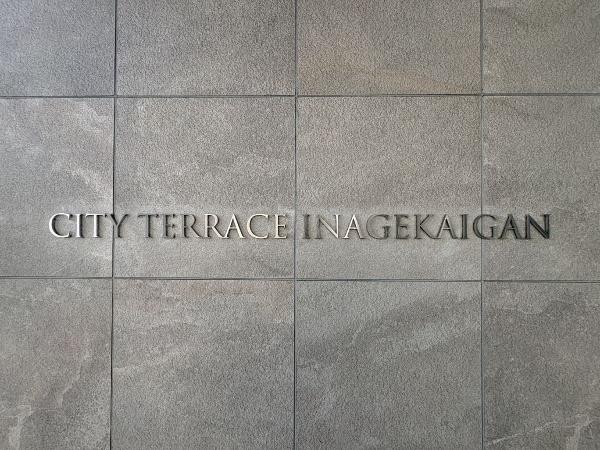 CITY TERRACE INAGEKAIGAN